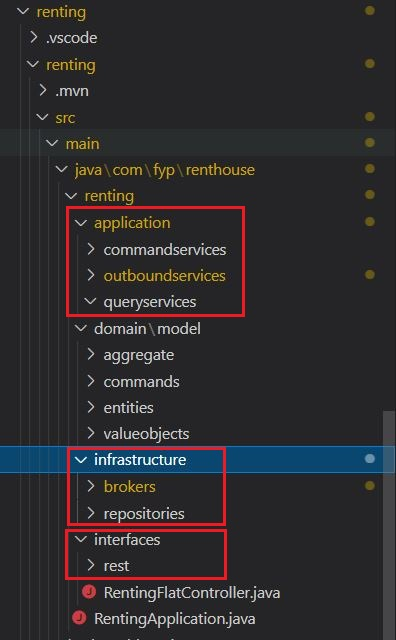 renting
.vscode
renting
.mvn
src
main
java\com\fyp\renthouse
renting
application
commandservices
outboundservices
queryservices
domain\model
aggregate
commands
entities
valueobjects
infrastructure
brokers
repositories
interfaces
rest
RentingFlatController.java
RentingApplication.java